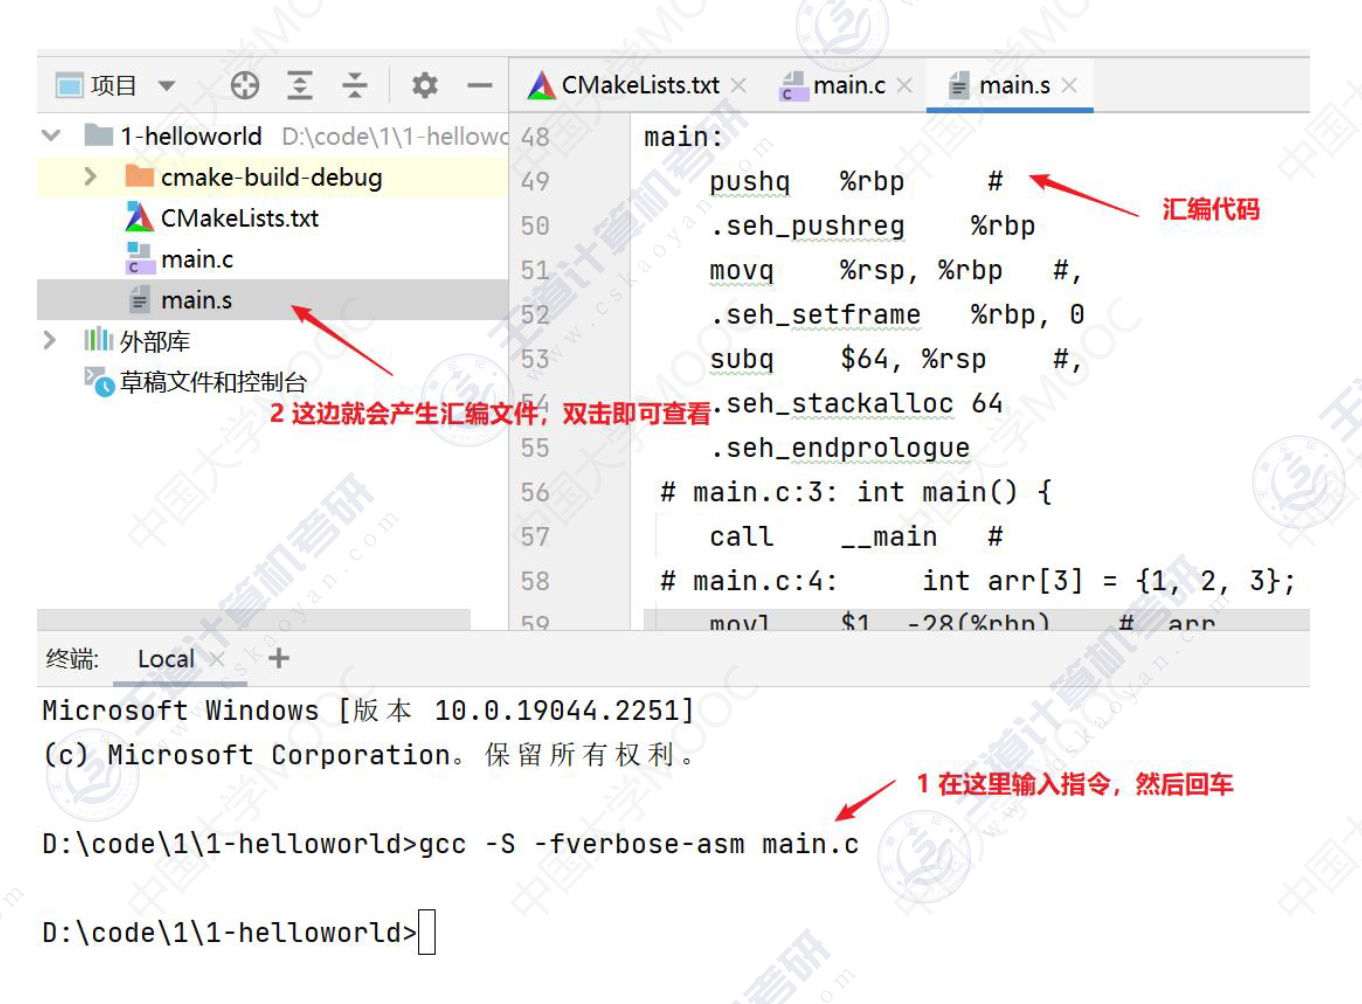 项目
CMakeLists.txt
main.c
main.s
1-helloworld D:\code\1\1-hellowo
cmake-build-debug
CMakeLists.txt
main.c
main.s
外部库
草稿文件和控制台
48 main:
49 pushq %rbp #
50 .seh_pushreg %rbp
51 movq %rsp, %rbp #,
52 .seh_setframe %rbp, 0
53 subq $64, %rsp #,
54 .seh_stackalloc 64
55 .seh_endprologue
56 # main.c:3: int main() {
57 call __main #
58 # main.c:4: int arr[3] = {1, 2, 3};
59 movl $1, -28(%rbp) # arr
汇编代码
2 这边就会产生汇编文件，双击即可查看
终端: Local
Microsoft Windows [版本 10.0.19044.2251]
(c) Microsoft Corporation。保留所有权利。
1 在这里输入指令，然后回车
D:\code\1\1-helloworld>gcc -S -fverbose-asm main.c
D:\code\1\1-helloworld>
王道计算机考研
www.cskaoyan.com
中国大学MOOC